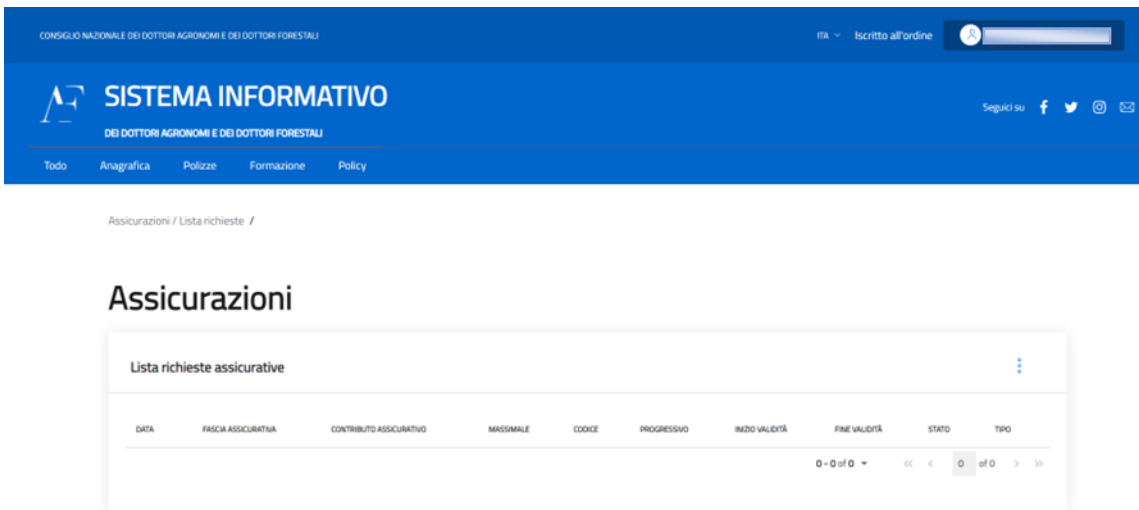 CONSIGLIO NAZIONALE DEI DOTTORI AGRONOMI E DEI DOTTORI FORESTALI
ITA Iscritto all'ordine
AF SISTEMA INFORMATIVO
DEI DOTTORI AGRONOMI E DEI DOTTORI FORESTALI
Seguici su
Todo Anagrafica Polizze Formazione Policy
Assicurazioni / Lista richieste /
Assicurazioni
Lista richieste assicurative
DATA FASCIA ASSICURATIVA CONTRIBUTO ASSICURATIVO MASSIMALE CODICE PROGRESSIVO INIZIO VALIDITÀ FINE VALIDITÀ STATO TIPO
0 - 0 of 0 << < 0 of 0 > >>